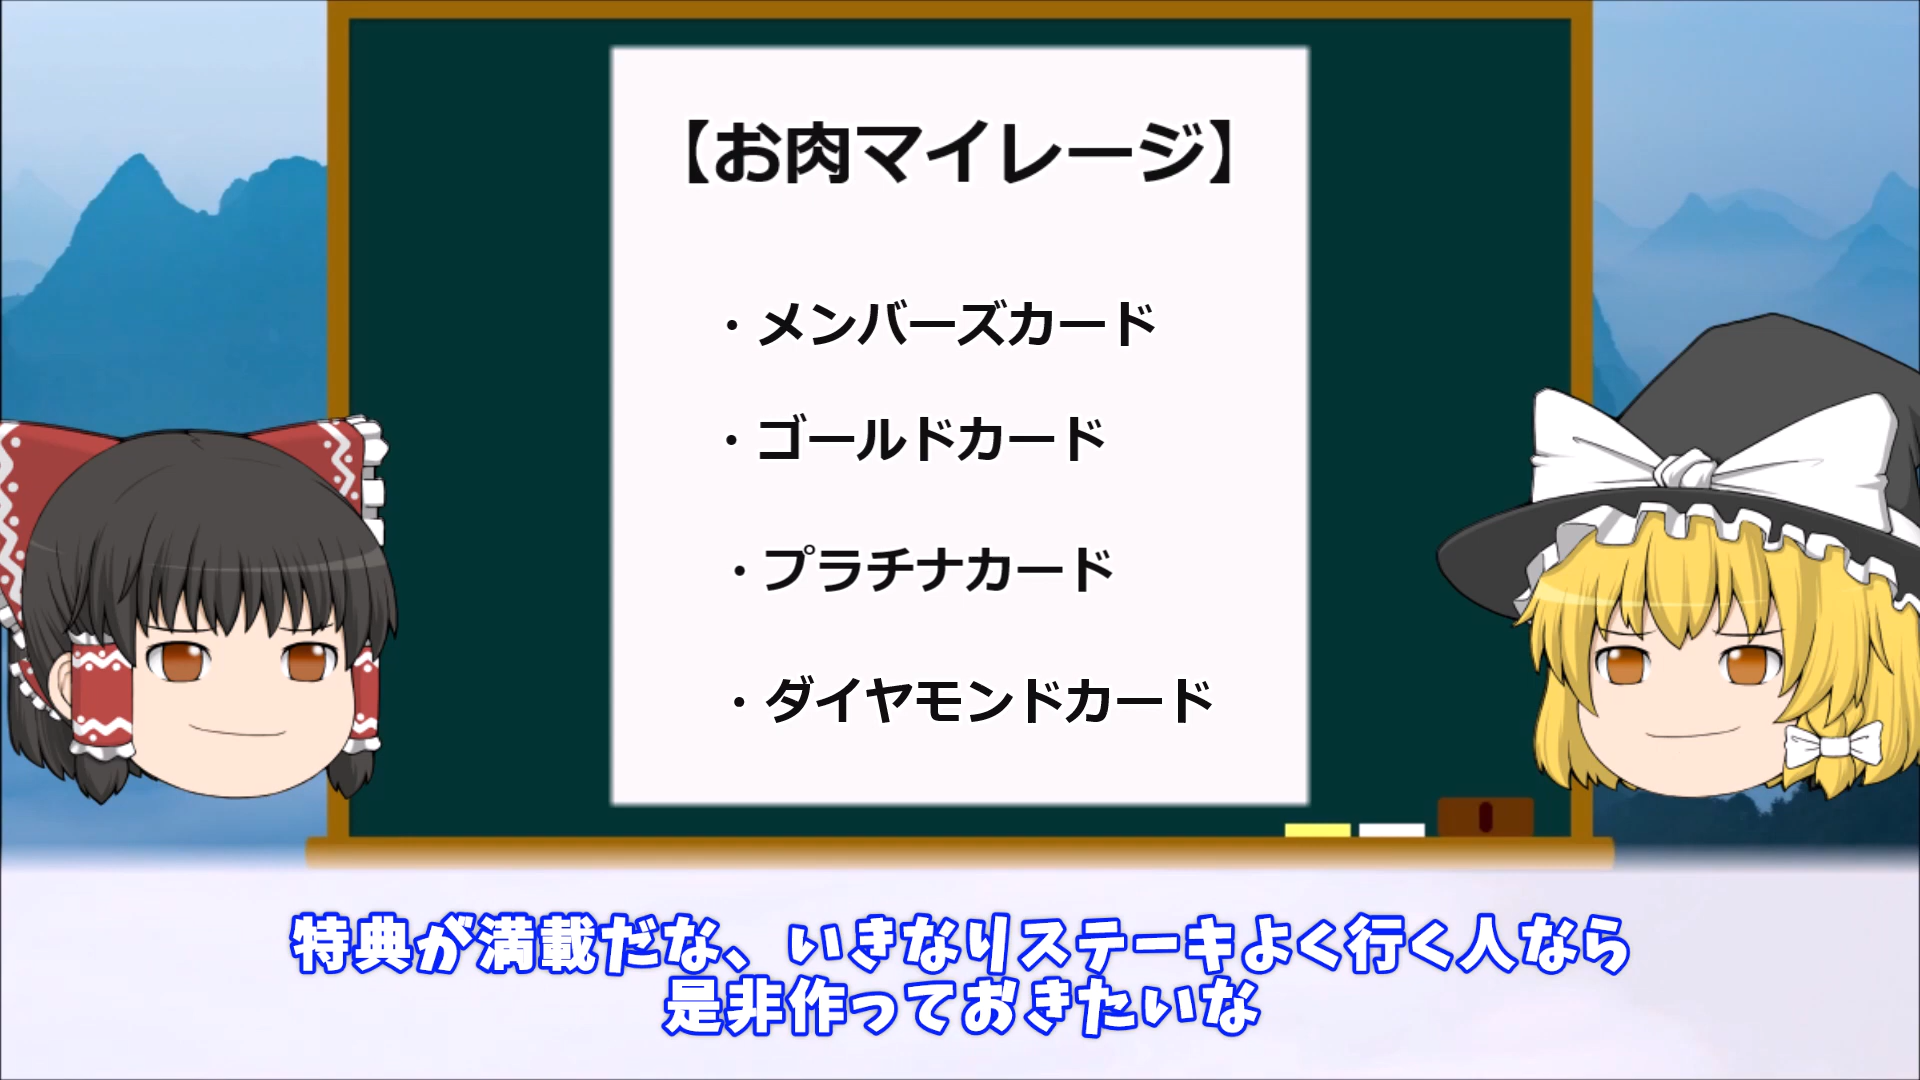 【お肉マイレージ】
・メンバーズカード
・ゴールドカード
・プラチナカード
・ダイヤモンドカード
特典が満載だな、いきなりステーキよく行く人なら
是非作っておきたいな